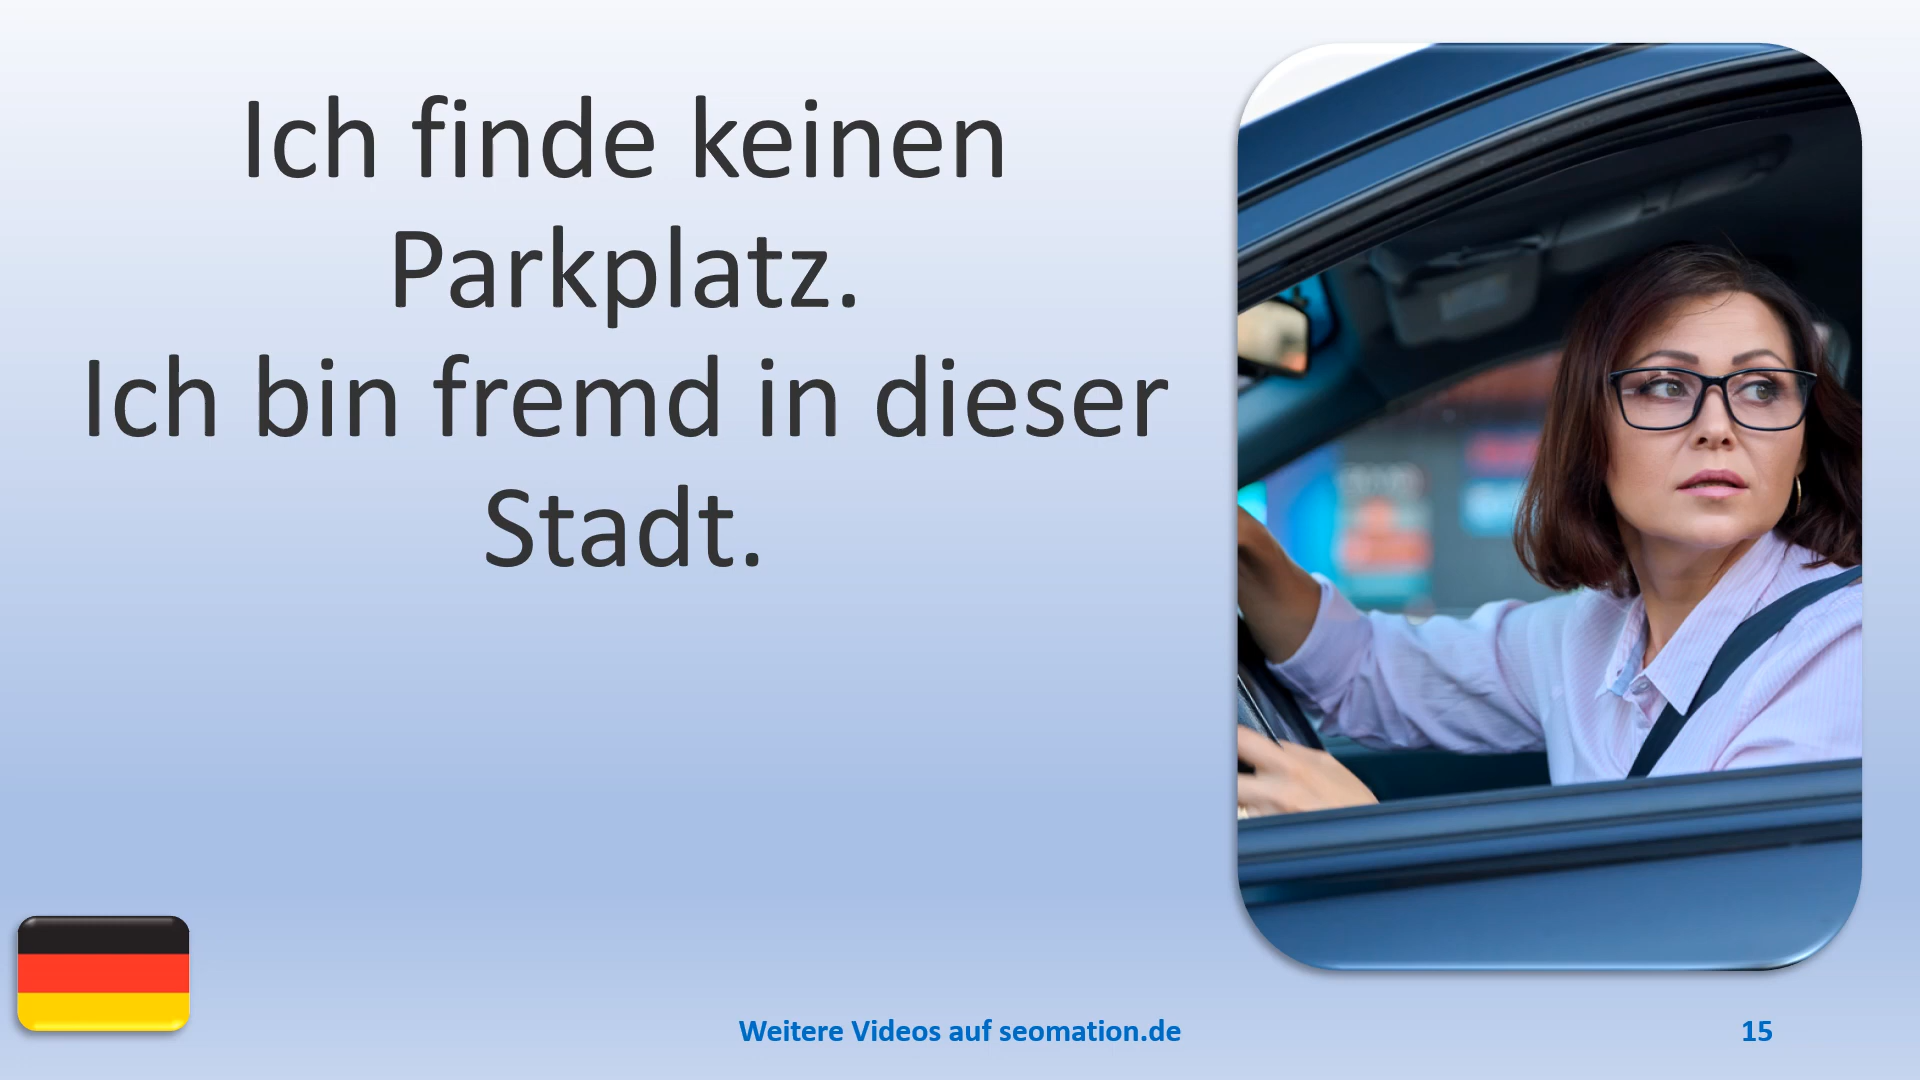 Ich finde keinen
Parkplatz.
Ich bin fremd in dieser
Stadt.
Weitere Videos auf seomation.de
15